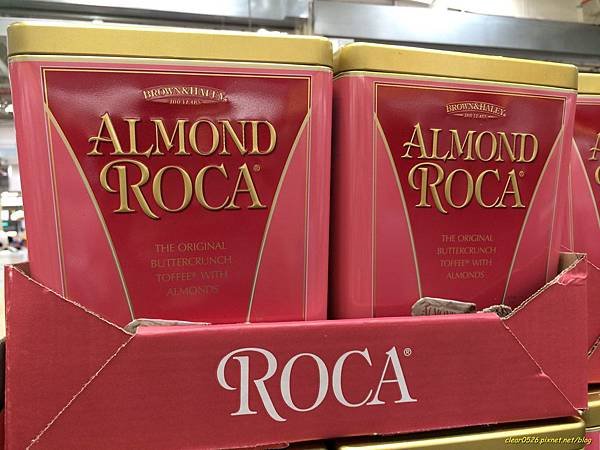 BROWN & HALEY
100 YEARS
ALMOND
ROCA®
THE ORIGINAL
BUTTERCRUNCH
TOFFEE® WITH
ALMONDS
BROWN & HALEY
100 YEARS
ALMOND
ROCA®
THE ORIGINAL
BUTTERCRUNCH
TOFFEE® WITH
ALMONDS
ROCA®
clear0526.pixnet.net/blog